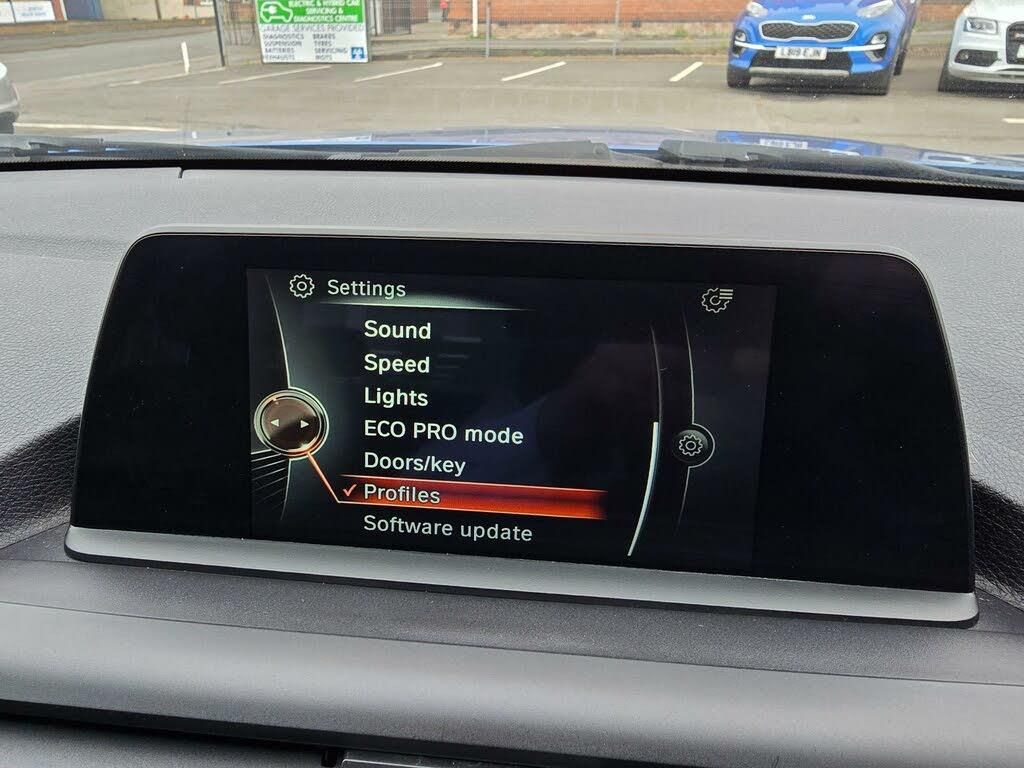 ELECTRIC & HYBRID CAR
SERVICING &
DIAGNOSTICS CENTRE
GARAGE SERVICES PROVIDED
DIAGNOSTICS BRAKES
SUSPENSION TYRES
BATTERIES SERVICING
EXHAUSTS MOTS
KIA
LB19 EJN
Settings
Sound
Speed
Lights
ECO PRO mode
Doors/key
✓ Profiles
Software update